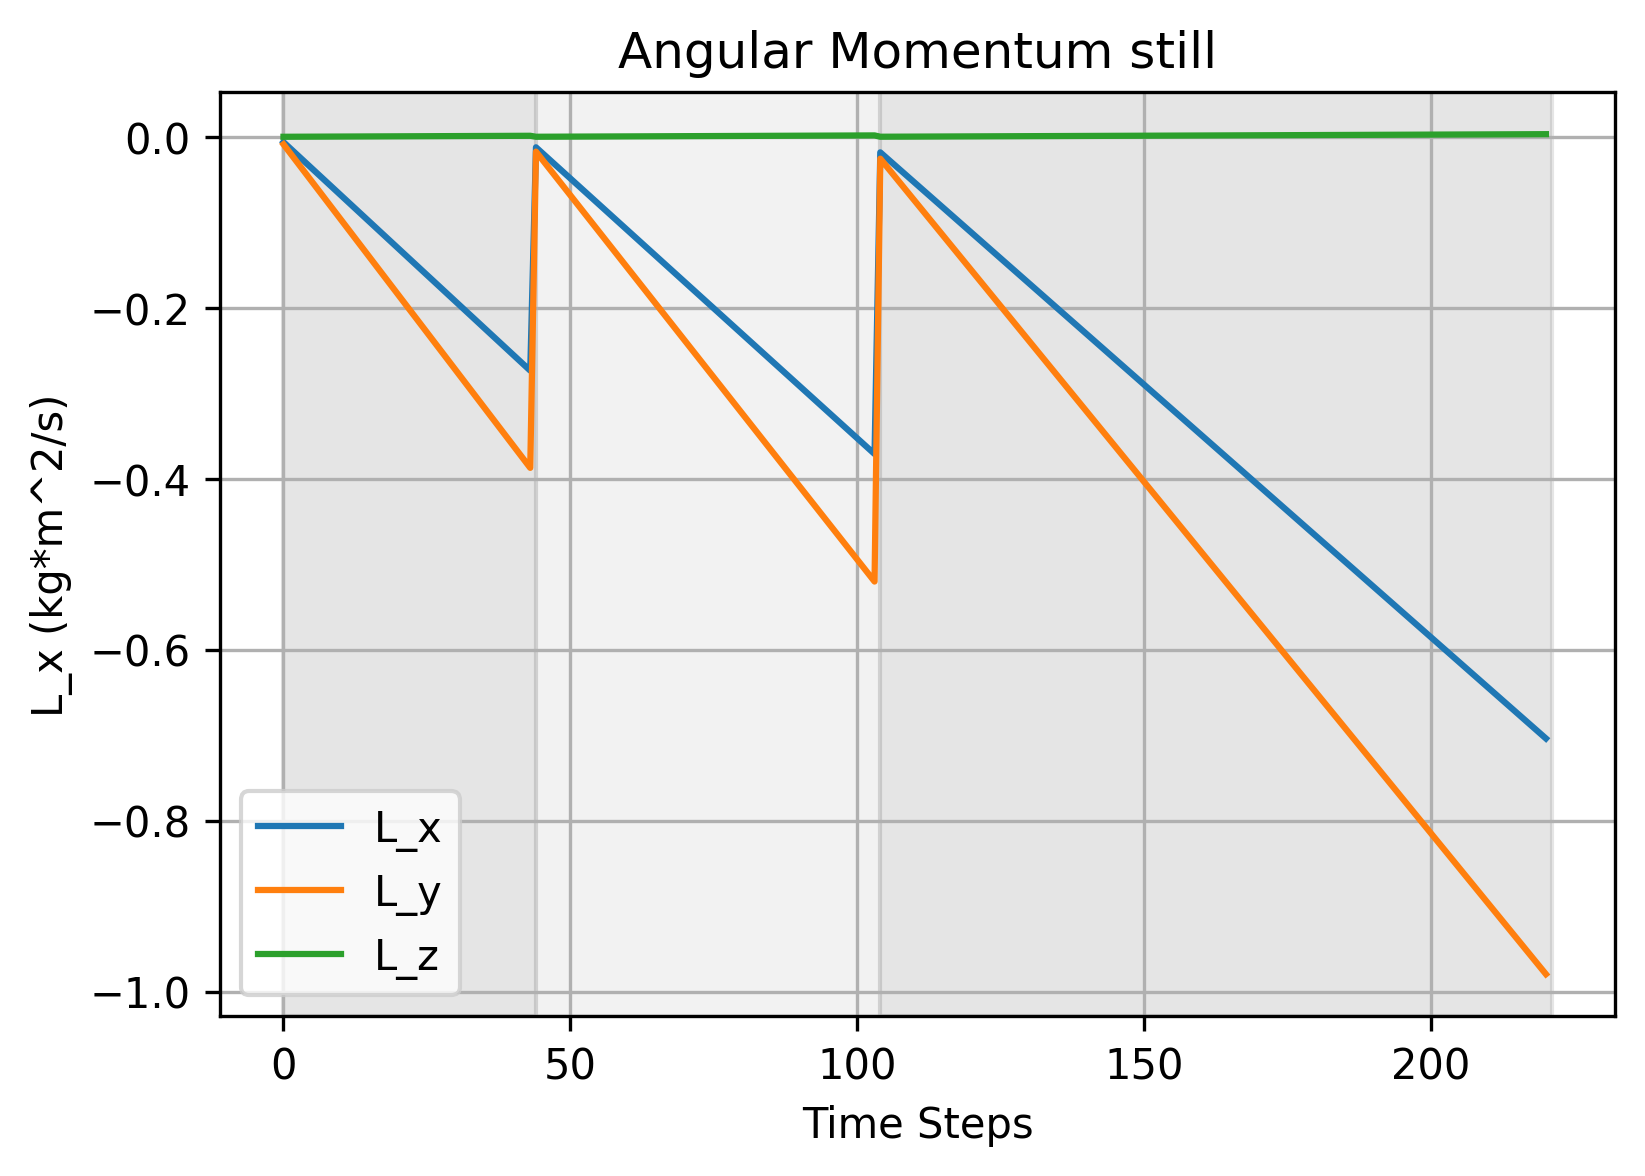 Angular Momentum still
L_x (kg*m^2/s)
0.0
−0.2
−0.4
−0.6
−0.8
−1.0
L_x
L_y
L_z
0 50 100 150 200
Time Steps